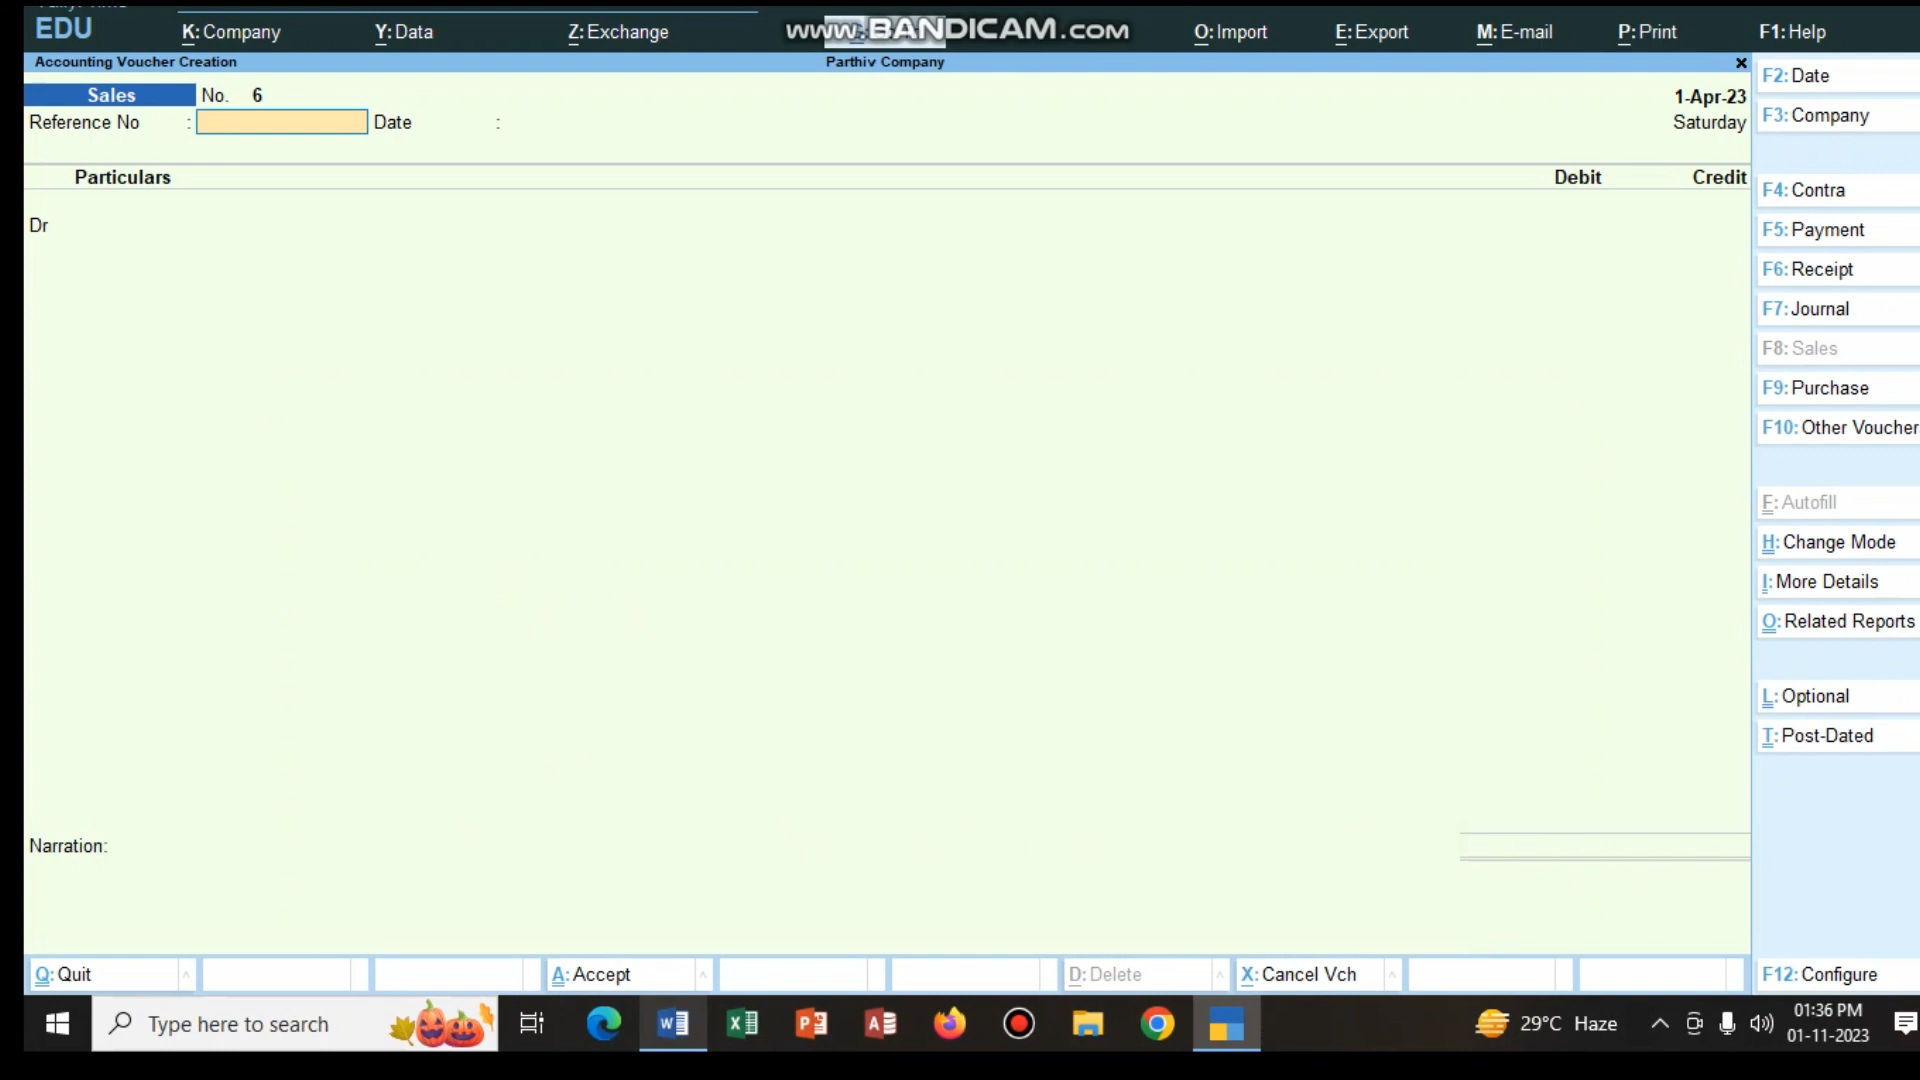 EDU K: Company Y: Data Z: Exchange www.BANDICAM.com O: Import E: Export M: E-mail P: Print F1: Help
Accounting Voucher Creation Parthiv Company ×
Sales No. 6 1-Apr-23
Reference No : Date : Saturday
Particulars Debit Credit
Dr
Narration:
F2: Date
F3: Company
F4: Contra
F5: Payment
F6: Receipt
F7: Journal
F8: Sales
F9: Purchase
F10: Other Voucher
F: Autofill
H: Change Mode
I: More Details
O: Related Reports
L: Optional
T: Post-Dated
F12: Configure
Q: Quit A: Accept D: Delete X: Cancel Vch
Type here to search 29°C Haze 01:36 PM
01-11-2023